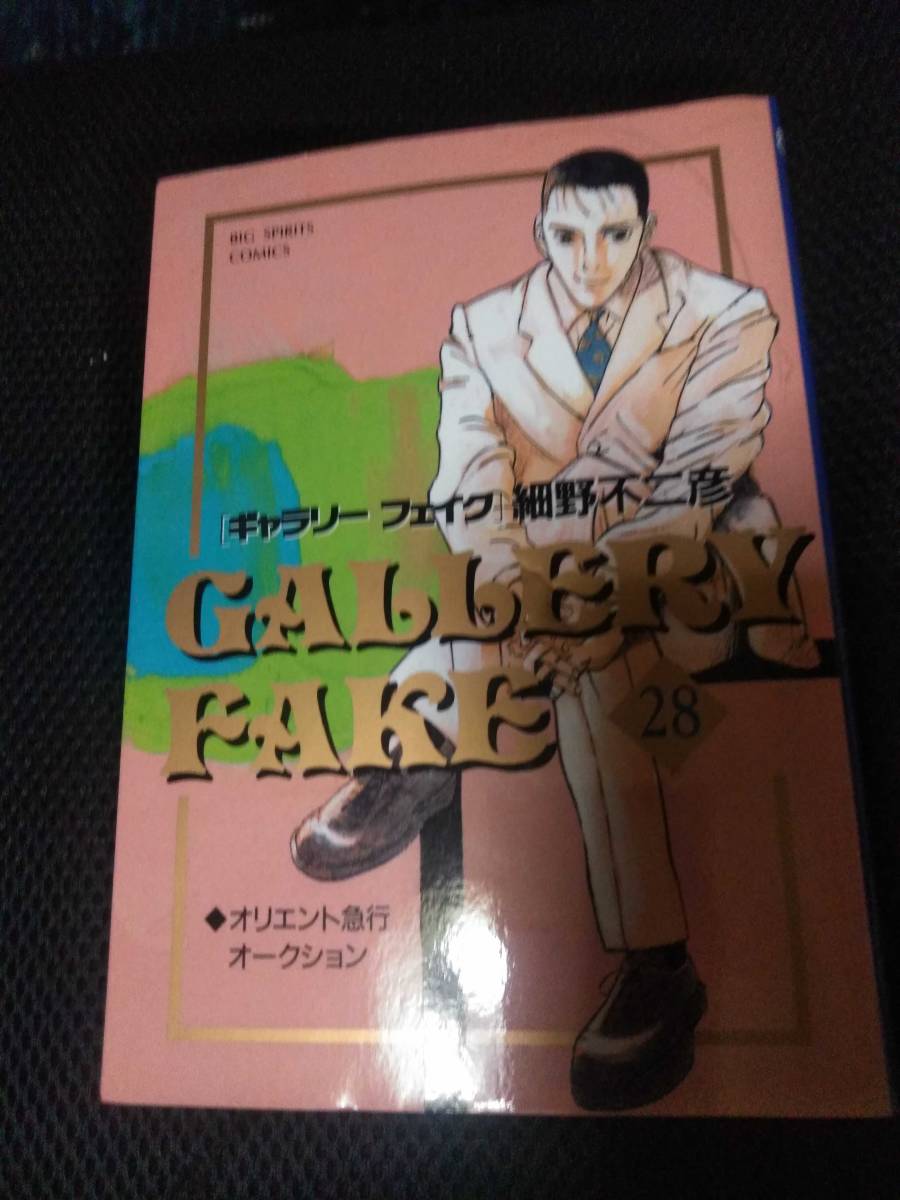 BIG SPIRITS
COMICS
[ギャラリー フェイク] 細野不二彦
GALLERY
FAKE 28
◆オリエント急行
オークション